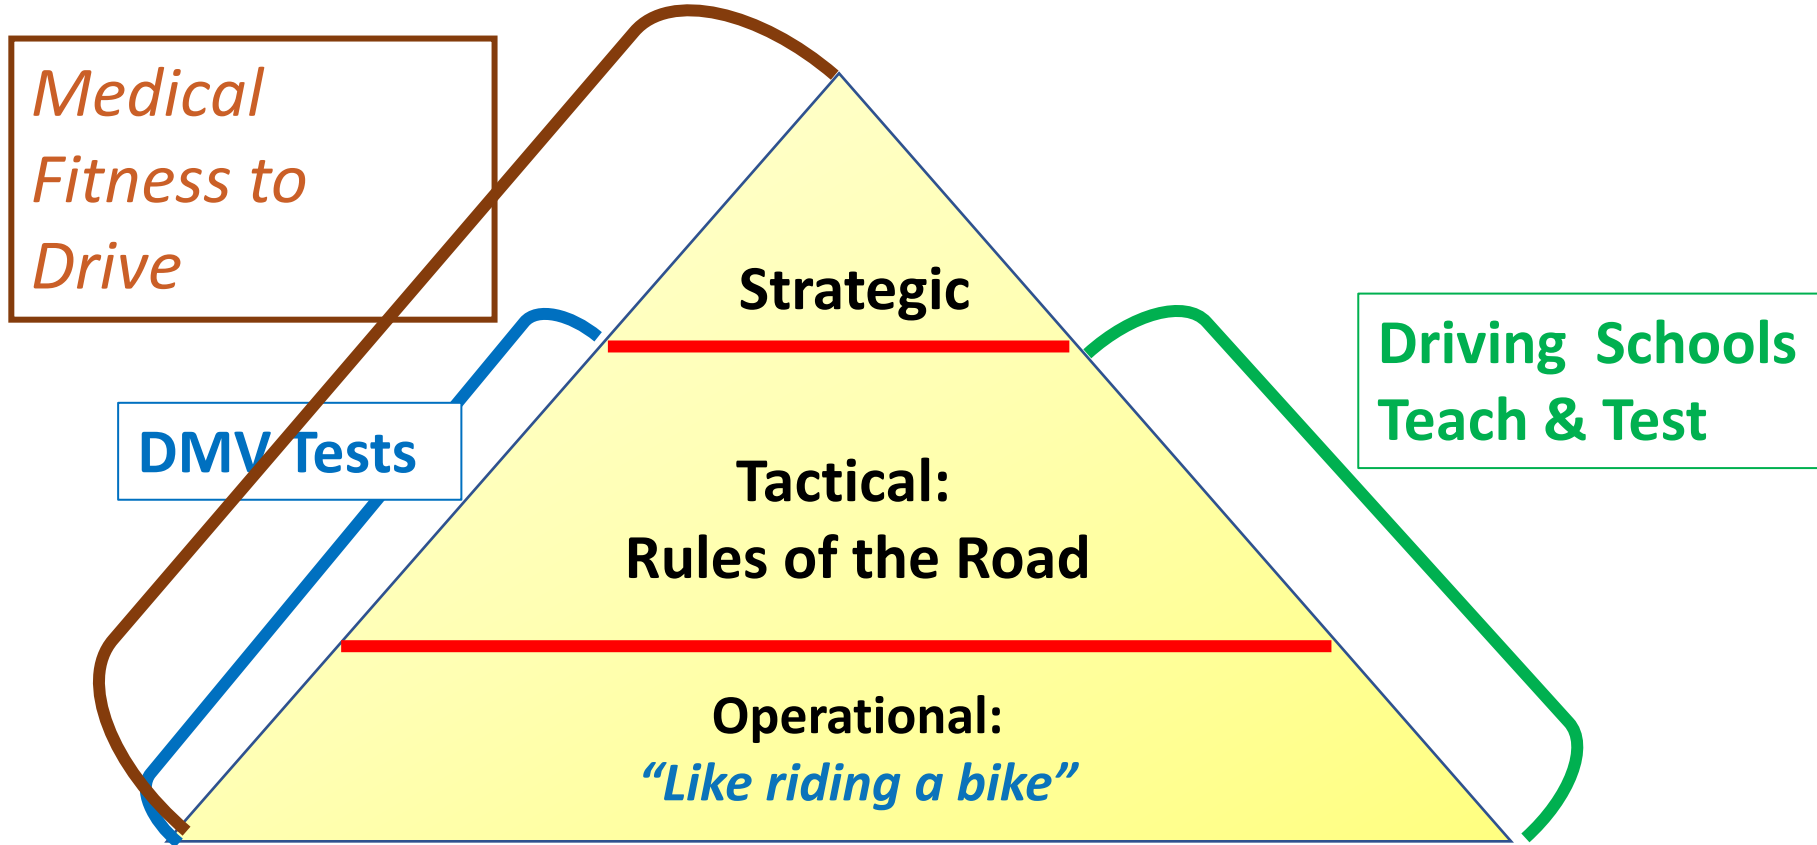 Medical
Fitness to
Drive
DMV Tests
Strategic
Tactical:
Rules of the Road
Operational:
“Like riding a bike”
Driving  Schools
Teach & Test